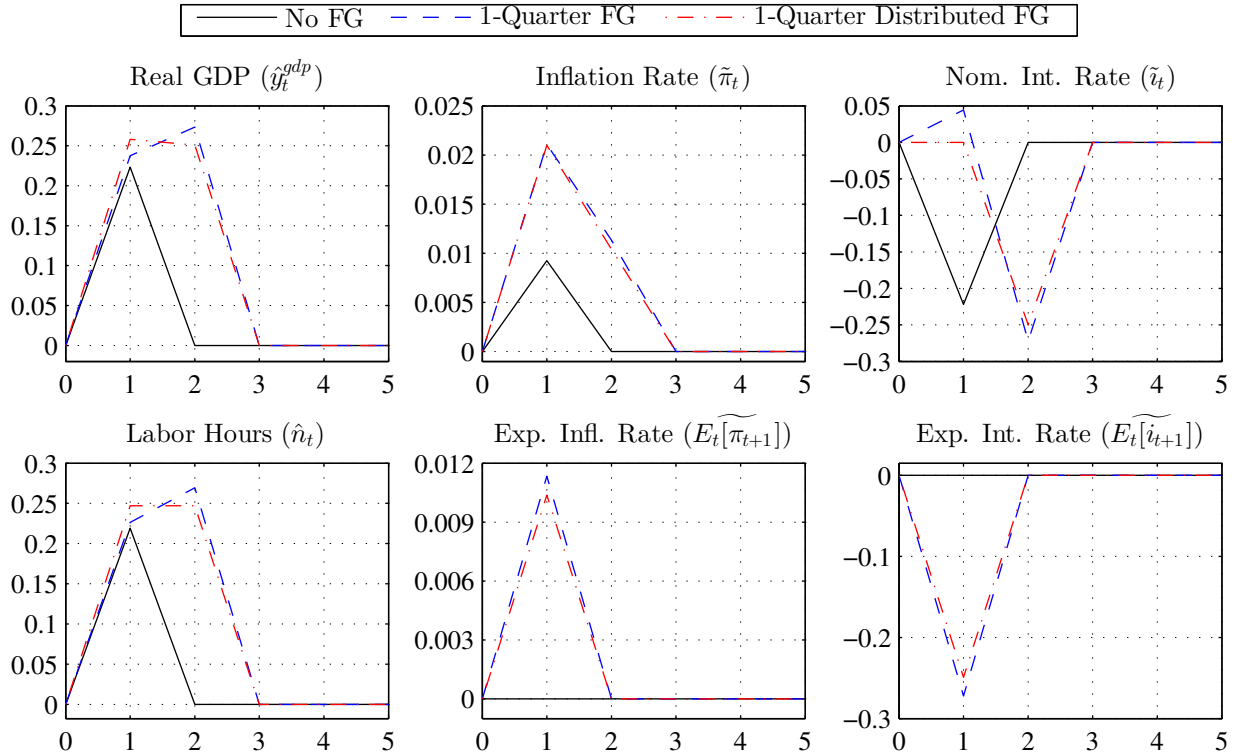 No FG 1-Quarter FG 1-Quarter Distributed FG
Real GDP (ŷ_t^{gdp})
0.3
0.25
0.2
0.15
0.1
0.05
0
0 1 2 3 4 5
Inflation Rate (π̃_t)
0.025
0.02
0.015
0.01
0.005
0
0 1 2 3 4 5
Nom. Int. Rate (ı̃_t)
0.05
0
−0.05
−0.1
−0.15
−0.2
−0.25
−0.3
0 1 2 3 4 5
Labor Hours (n̂_t)
0.3
0.25
0.2
0.15
0.1
0.05
0
0 1 2 3 4 5
Exp. Infl. Rate (\widetilde{E_t[π_{t+1}]})
0.012
0.009
0.006
0.003
0
0 1 2 3 4 5
Exp. Int. Rate (\widetilde{E_t[i_{t+1}]})
0
−0.1
−0.2
−0.3
0 1 2 3 4 5